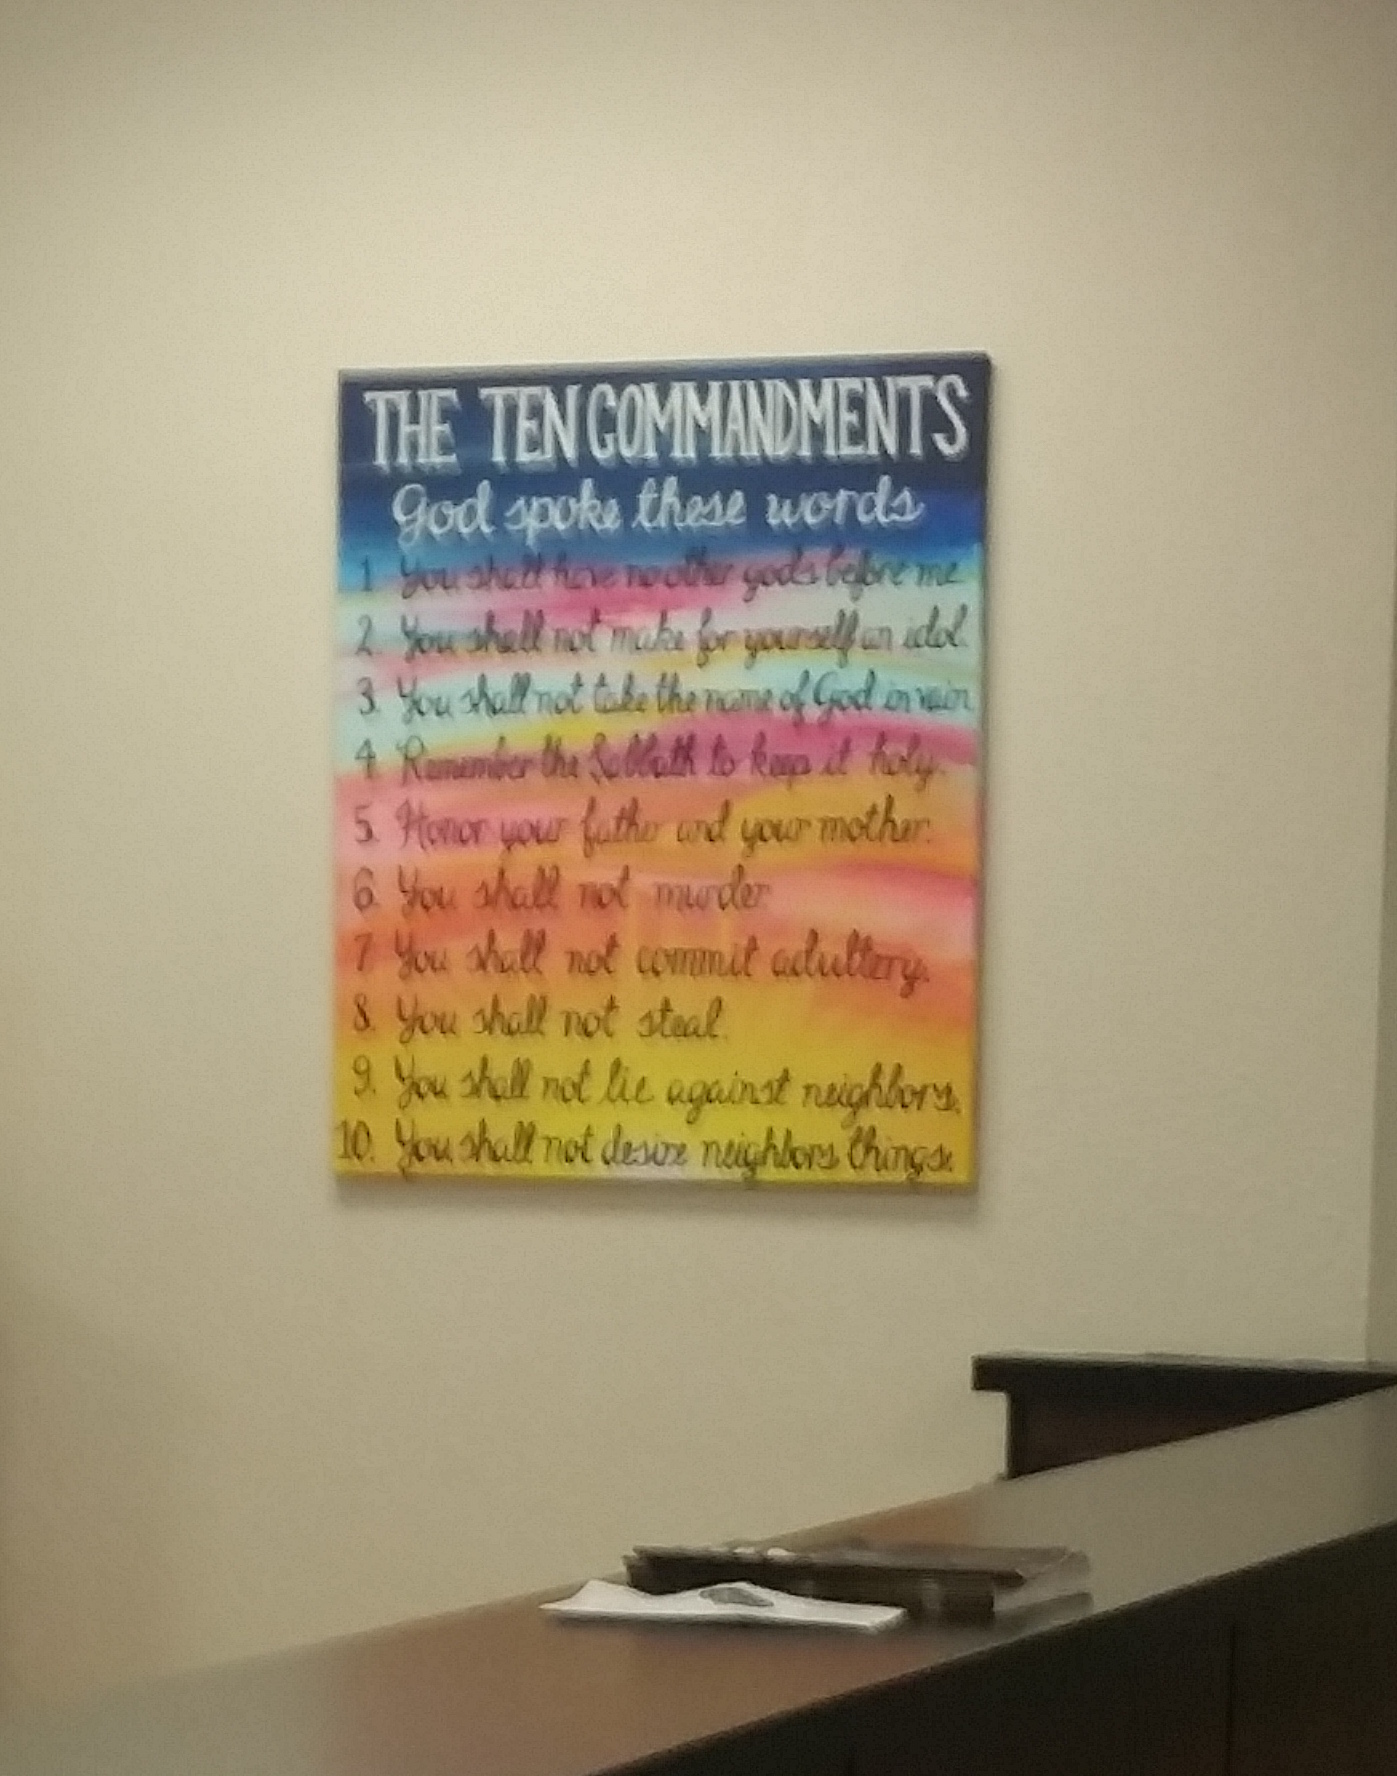 THE TEN COMMANDMENTS
God spoke these words
1. You shall have no other gods before me
2. You shall not make for yourself an idol.
3. You shall not take the name of God in vain
4. Remember the Sabbath to keep it holy.
5. Honor your father and your mother.
6. You shall not murder
7 You shall not commit adultery.
8. You shall not steal.
9. You shall not lie against neighbors.
10. You shall not desire neighbors things.